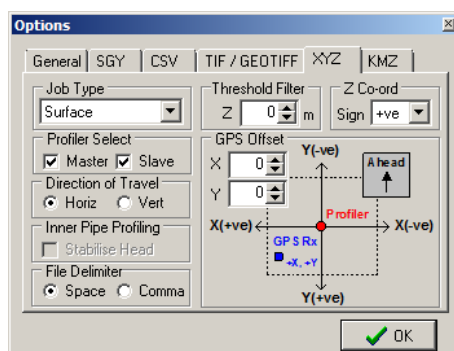 Options
General SGY CSV TIF / GEOTIFF XYZ KMZ
Job Type
Surface
Threshold Filter
Z 0 m
Z Co-ord
Sign +ve
Profiler Select
Master Slave
Direction of Travel
Horiz Vert
Inner Pipe Profiling
Stabilise Head
File Delimiter
Space Comma
GPS Offset
X 0
Y 0
Y(-ve)
Ahead
Profiler
X(+ve) X(-ve)
GPS Rx
+X, +Y
Y(+ve)
OK